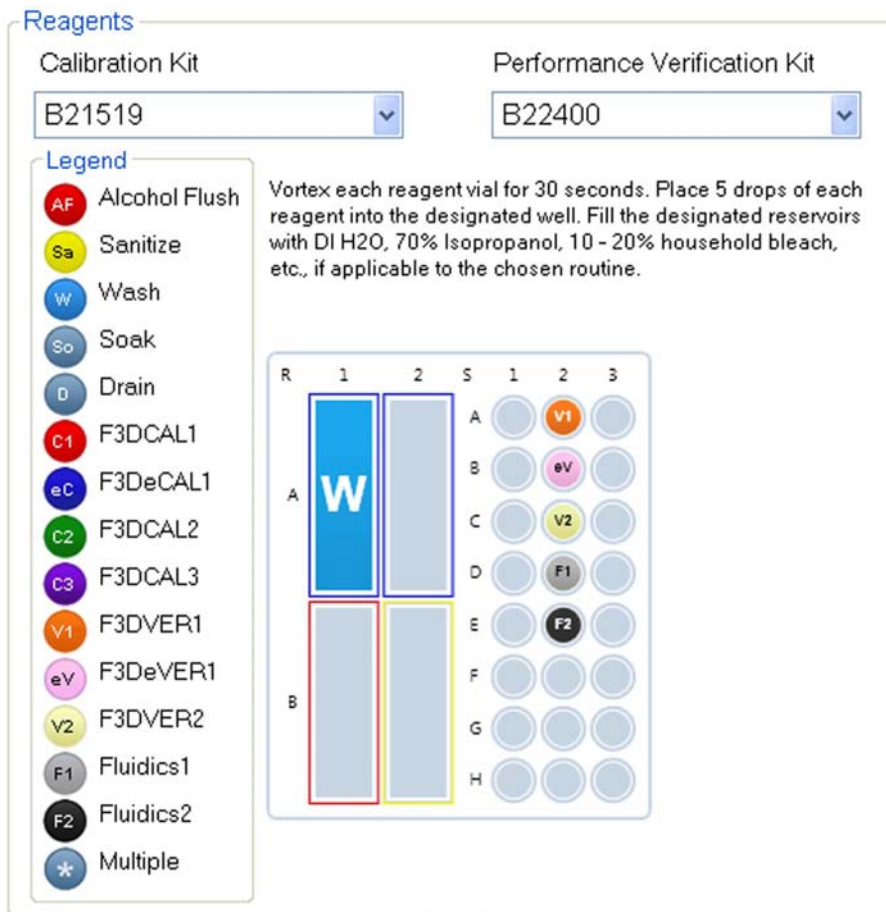 Reagents
Calibration Kit
Performance Verification Kit
B21519
B22400
Legend
AF Alcohol Flush
Sa Sanitize
W Wash
So Soak
D Drain
C1 F3DCAL1
eC F3DeCAL1
C2 F3DCAL2
C3 F3DCAL3
V1 F3DVER1
eV F3DeVER1
V2 F3DVER2
F1 Fluidics1
F2 Fluidics2
* Multiple
Vortex each reagent vial for 30 seconds. Place 5 drops of each
reagent into the designated well. Fill the designated reservoirs
with DI H2O, 70% Isopropanol, 10 - 20% household bleach,
etc., if applicable to the chosen routine.
R 1 2 S 1 2 3
A V1
B eV
A W
C V2
D F1
E F2
F
B
G
H